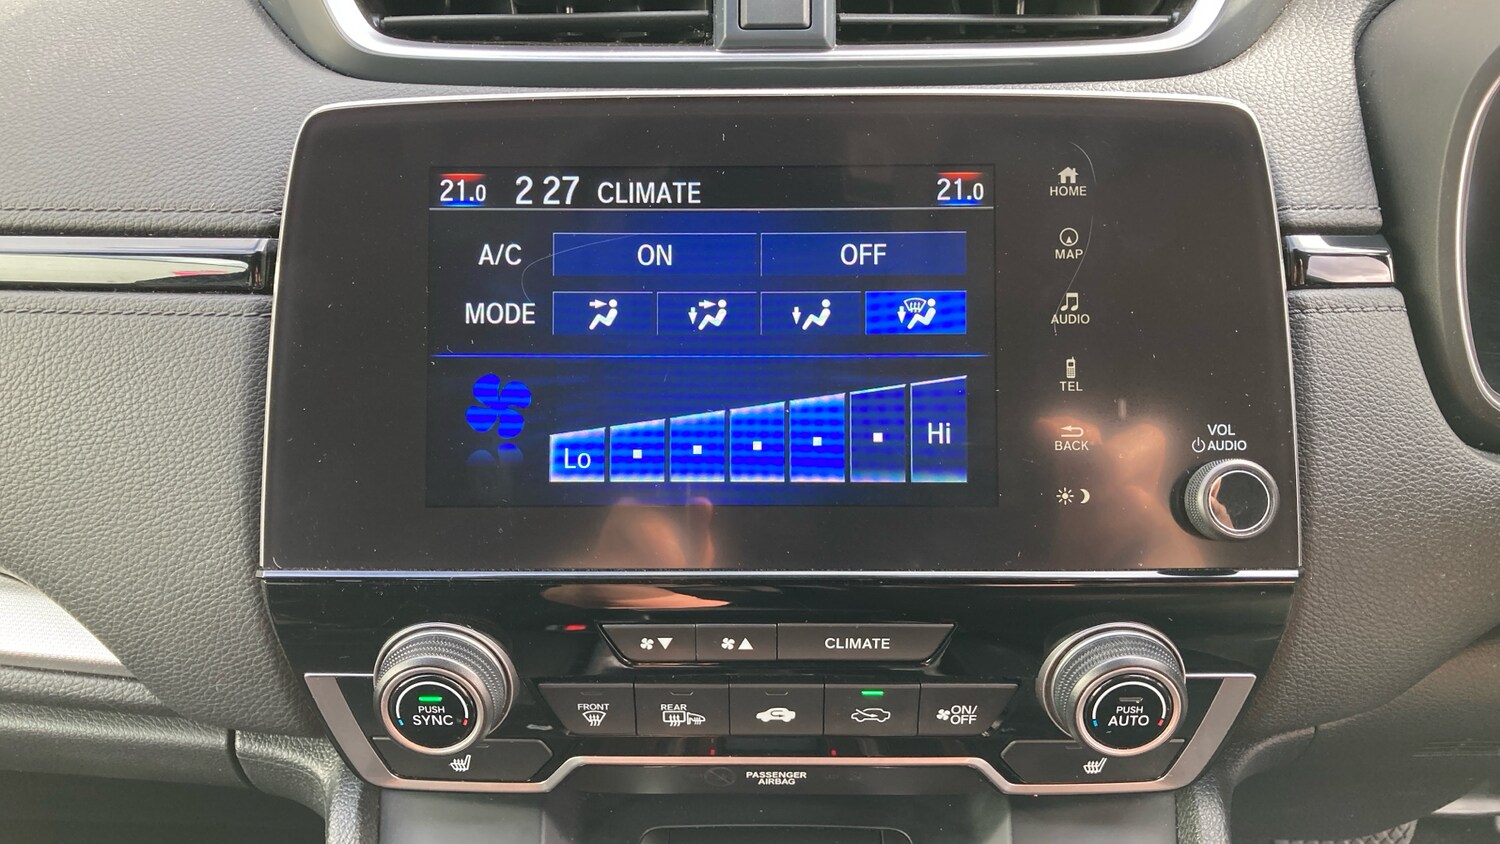 21.0 2 27 CLIMATE 21.0
A/C ON OFF
MODE
Lo Hi
HOME
MAP
AUDIO
TEL
BACK
VOL
AUDIO
CLIMATE
PUSH
SYNC
FRONT
REAR
ON/
OFF
PUSH
AUTO
PASSENGER
AIRBAG